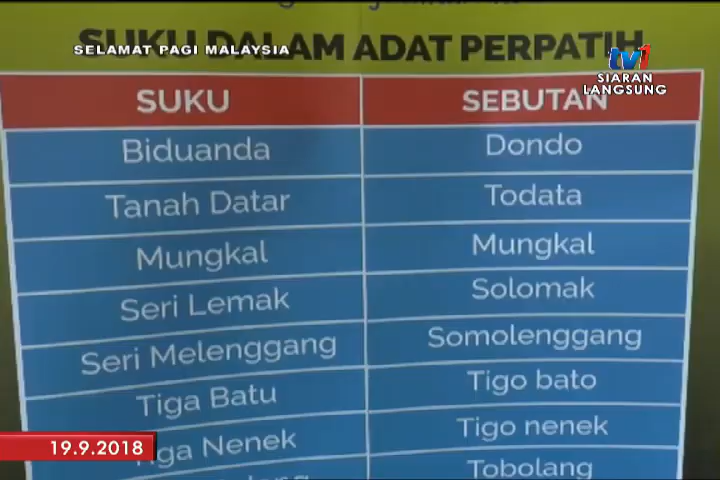 SUKU DALAM ADAT PERPATIH
SELAMAT PAGI MALAYSIA
tv1
SIARAN
LANGSUNG
SUKU SEBUTAN
Biduanda Dondo
Tanah Datar Todata
Mungkal Mungkal
Seri Lemak Solomak
Seri Melenggang Somolenggang
Tiga Batu Tigo bato
Nenek Tigo nenek
Tobolang
19.9.2018